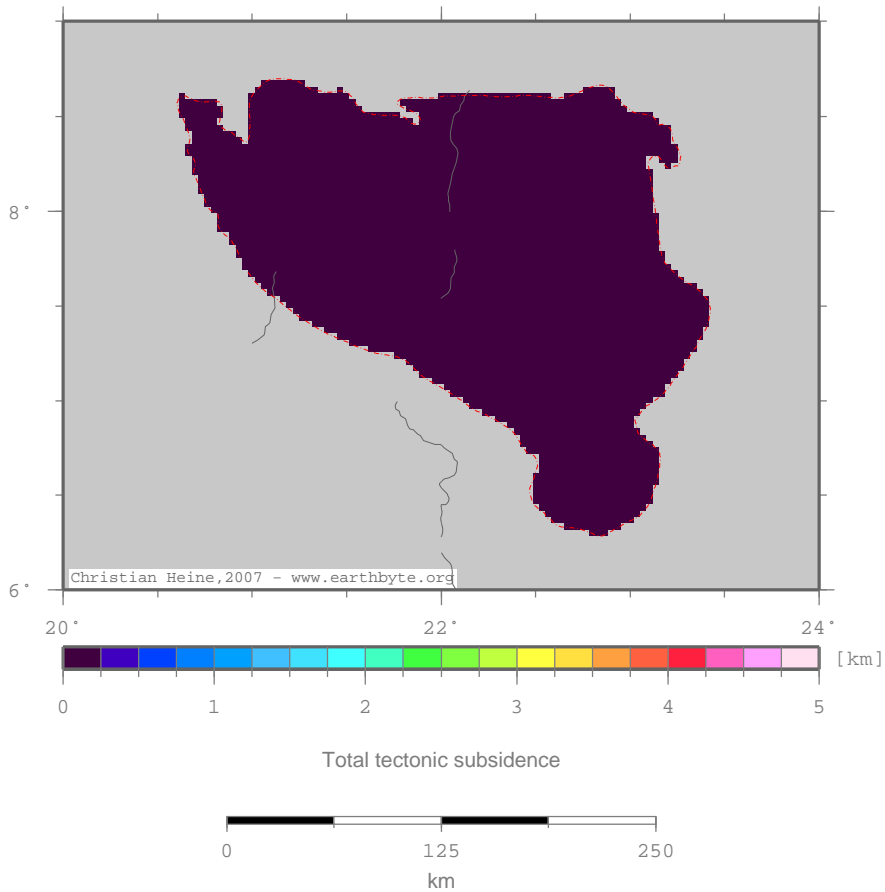 8°
6°
Christian Heine,2007 - www.earthbyte.org
20° 22° 24°
[km]
0 1 2 3 4 5
Total tectonic subsidence
0 125 250
km